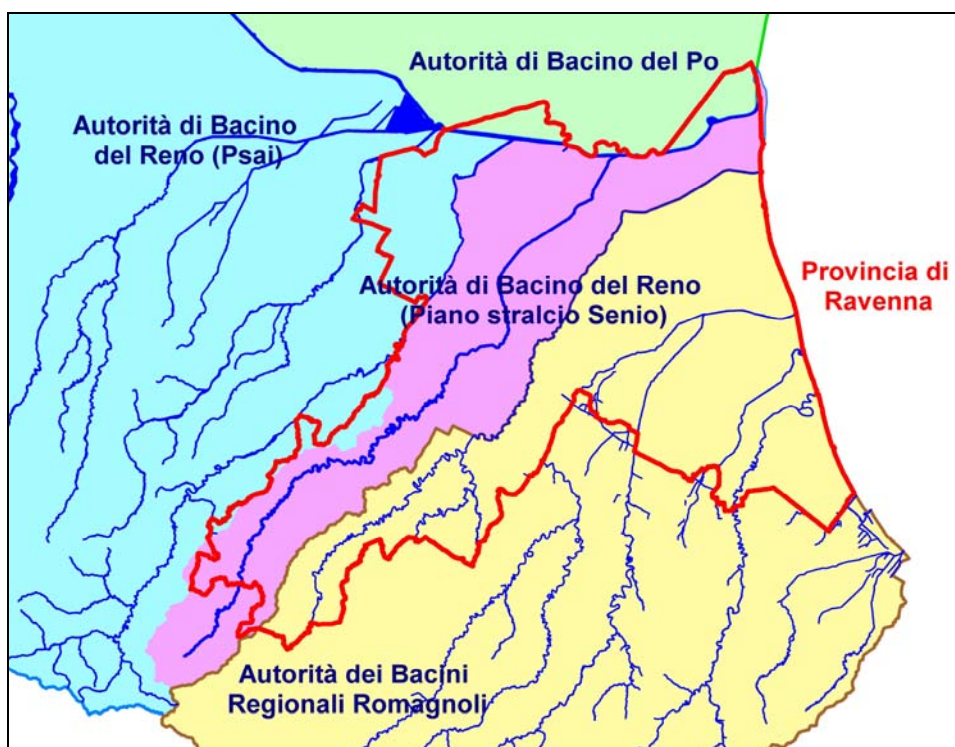 Autorità di Bacino del Po
Autorità di Bacino
del Reno (Psai)
Provincia di
Ravenna
Autorità di Bacino del Reno
(Piano stralcio Senio)
Autorità dei Bacini
Regionali Romagnoli